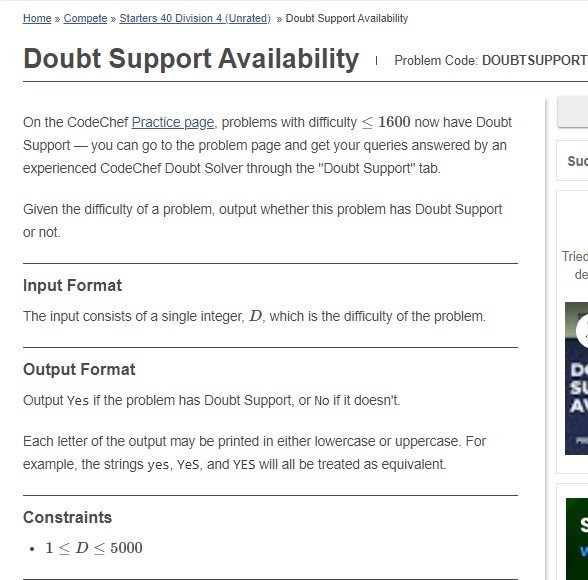 Home » Compete » Starters 40 Division 4 (Unrated) » Doubt Support Availability
Doubt Support Availability | Problem Code: DOUBTSUPPORT
On the CodeChef Practice page, problems with difficulty ≤ 1600 now have Doubt
Support — you can go to the problem page and get your queries answered by an
experienced CodeChef Doubt Solver through the "Doubt Support" tab.
Given the difficulty of a problem, output whether this problem has Doubt Support
or not.
Input Format
The input consists of a single integer, D, which is the difficulty of the problem.
Output Format
Output Yes if the problem has Doubt Support, or No if it doesn't.
Each letter of the output may be printed in either lowercase or uppercase. For
example, the strings yes, YeS, and YES will all be treated as equivalent.
Constraints
• 1 ≤ D ≤ 5000
Suc
Tried
de
DO
SU
AV
S